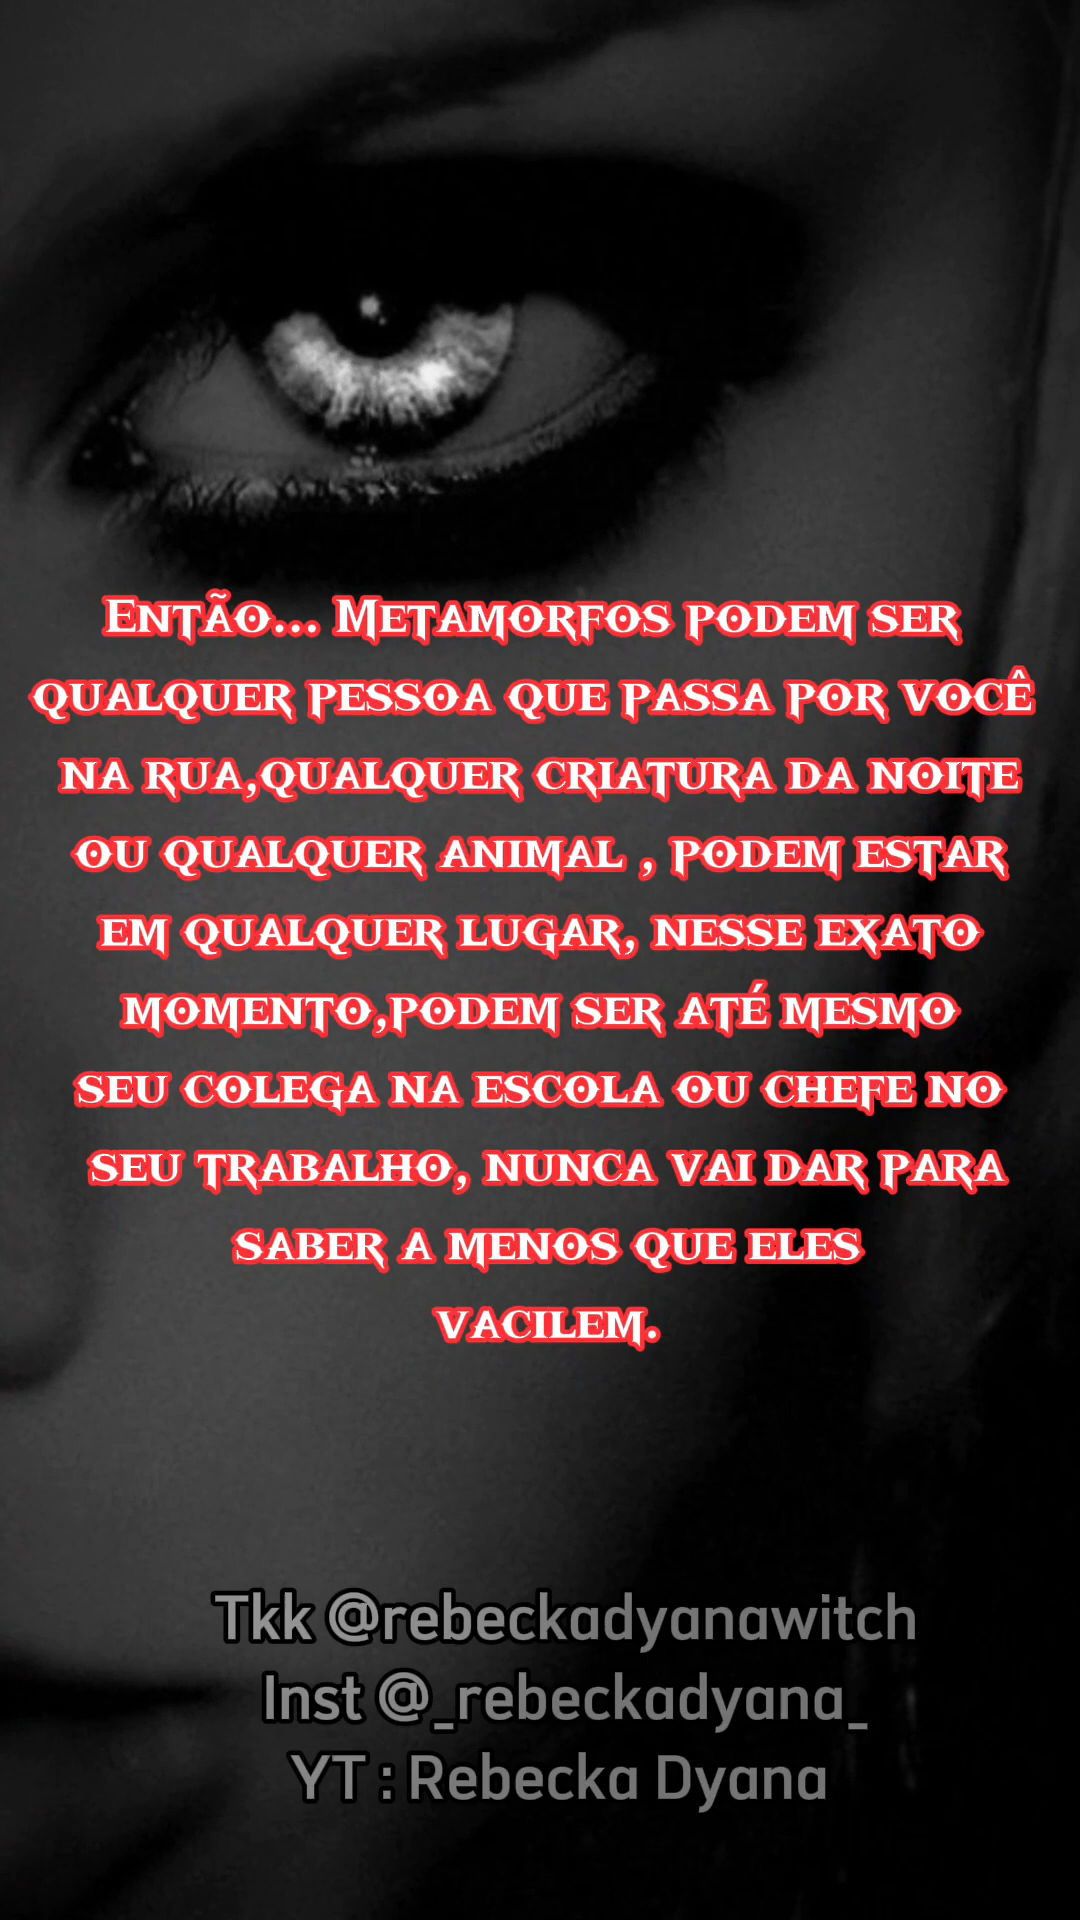 Então... Metamorfos podem ser
qualquer pessoa que passa por você
na rua,qualquer criatura da noite
ou qualquer animal , podem estar
em qualquer lugar, nesse exato
momento,podem ser até mesmo
seu colega na escola ou chefe no
seu trabalho, nunca vai dar para
saber a menos que eles
vacilem.
Tkk @rebeckadyanawitch
Inst @_rebeckadyana_
YT : Rebecka Dyana